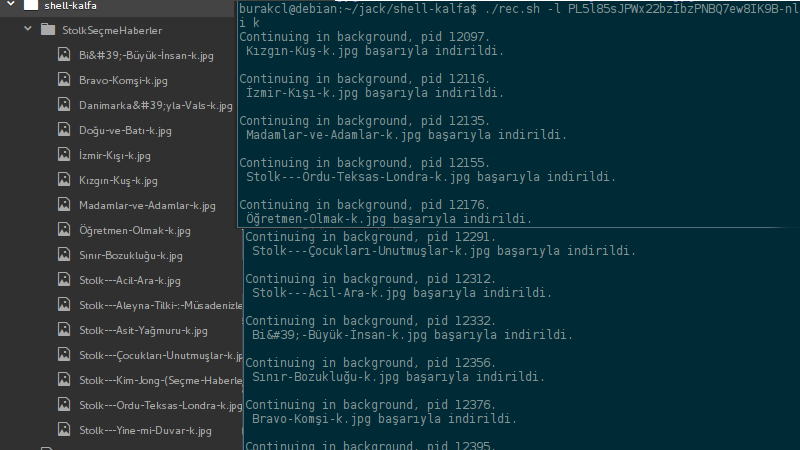 shell-kalfa
StolkSeçmeHaberler
Bi&#39;-Büyük-İnsan-k.jpg
Bravo-Komşi-k.jpg
Danimarka&#39;yla-Vals-k.jpg
Doğu-ve-Batı-k.jpg
İzmir-Kışı-k.jpg
Kızgın-Kuş-k.jpg
Madamlar-ve-Adamlar-k.jpg
Öğretmen-Olmak-k.jpg
Sınır-Bozukluğu-k.jpg
Stolk---Acil-Ara-k.jpg
Stolk---Aleyna-Tilki-:-Müsadenizle
Stolk---Asit-Yağmuru-k.jpg
Stolk---Çocukları-Unutmuşlar-k.jp
Stolk---Kim-Jong-(Seçme-Haberle
Stolk---Ordu-Teksas-Londra-k.jpg
Stolk---Yine-mi-Duvar-k.jpg
burakcl@debian:~/jack/shell-kalfa$ ./rec.sh -l PL5l85sJPWx22bzIbzPNBQ7ew8IK9B-nl
i k
Continuing in background, pid 12097.
Kızgın-Kuş-k.jpg başarıyla indirildi.
Continuing in background, pid 12116.
İzmir-Kışı-k.jpg başarıyla indirildi.
Continuing in background, pid 12135.
Madamlar-ve-Adamlar-k.jpg başarıyla indirildi.
Continuing in background, pid 12155.
Stolk---Ordu-Teksas-Londra-k.jpg başarıyla indirildi.
Continuing in background, pid 12176.
Öğretmen-Olmak-k.jpg başarıyla indirildi.
Continuing in background, pid 12291.
Stolk---Çocukları-Unutmuşlar-k.jpg başarıyla indirildi.
Continuing in background, pid 12312.
Stolk---Acil-Ara-k.jpg başarıyla indirildi.
Continuing in background, pid 12332.
Bi&#39;-Büyük-İnsan-k.jpg başarıyla indirildi.
Continuing in background, pid 12356.
Sınır-Bozukluğu-k.jpg başarıyla indirildi.
Continuing in background, pid 12376.
Bravo-Komşi-k.jpg başarıyla indirildi.
Continuing in background, pid 12395.